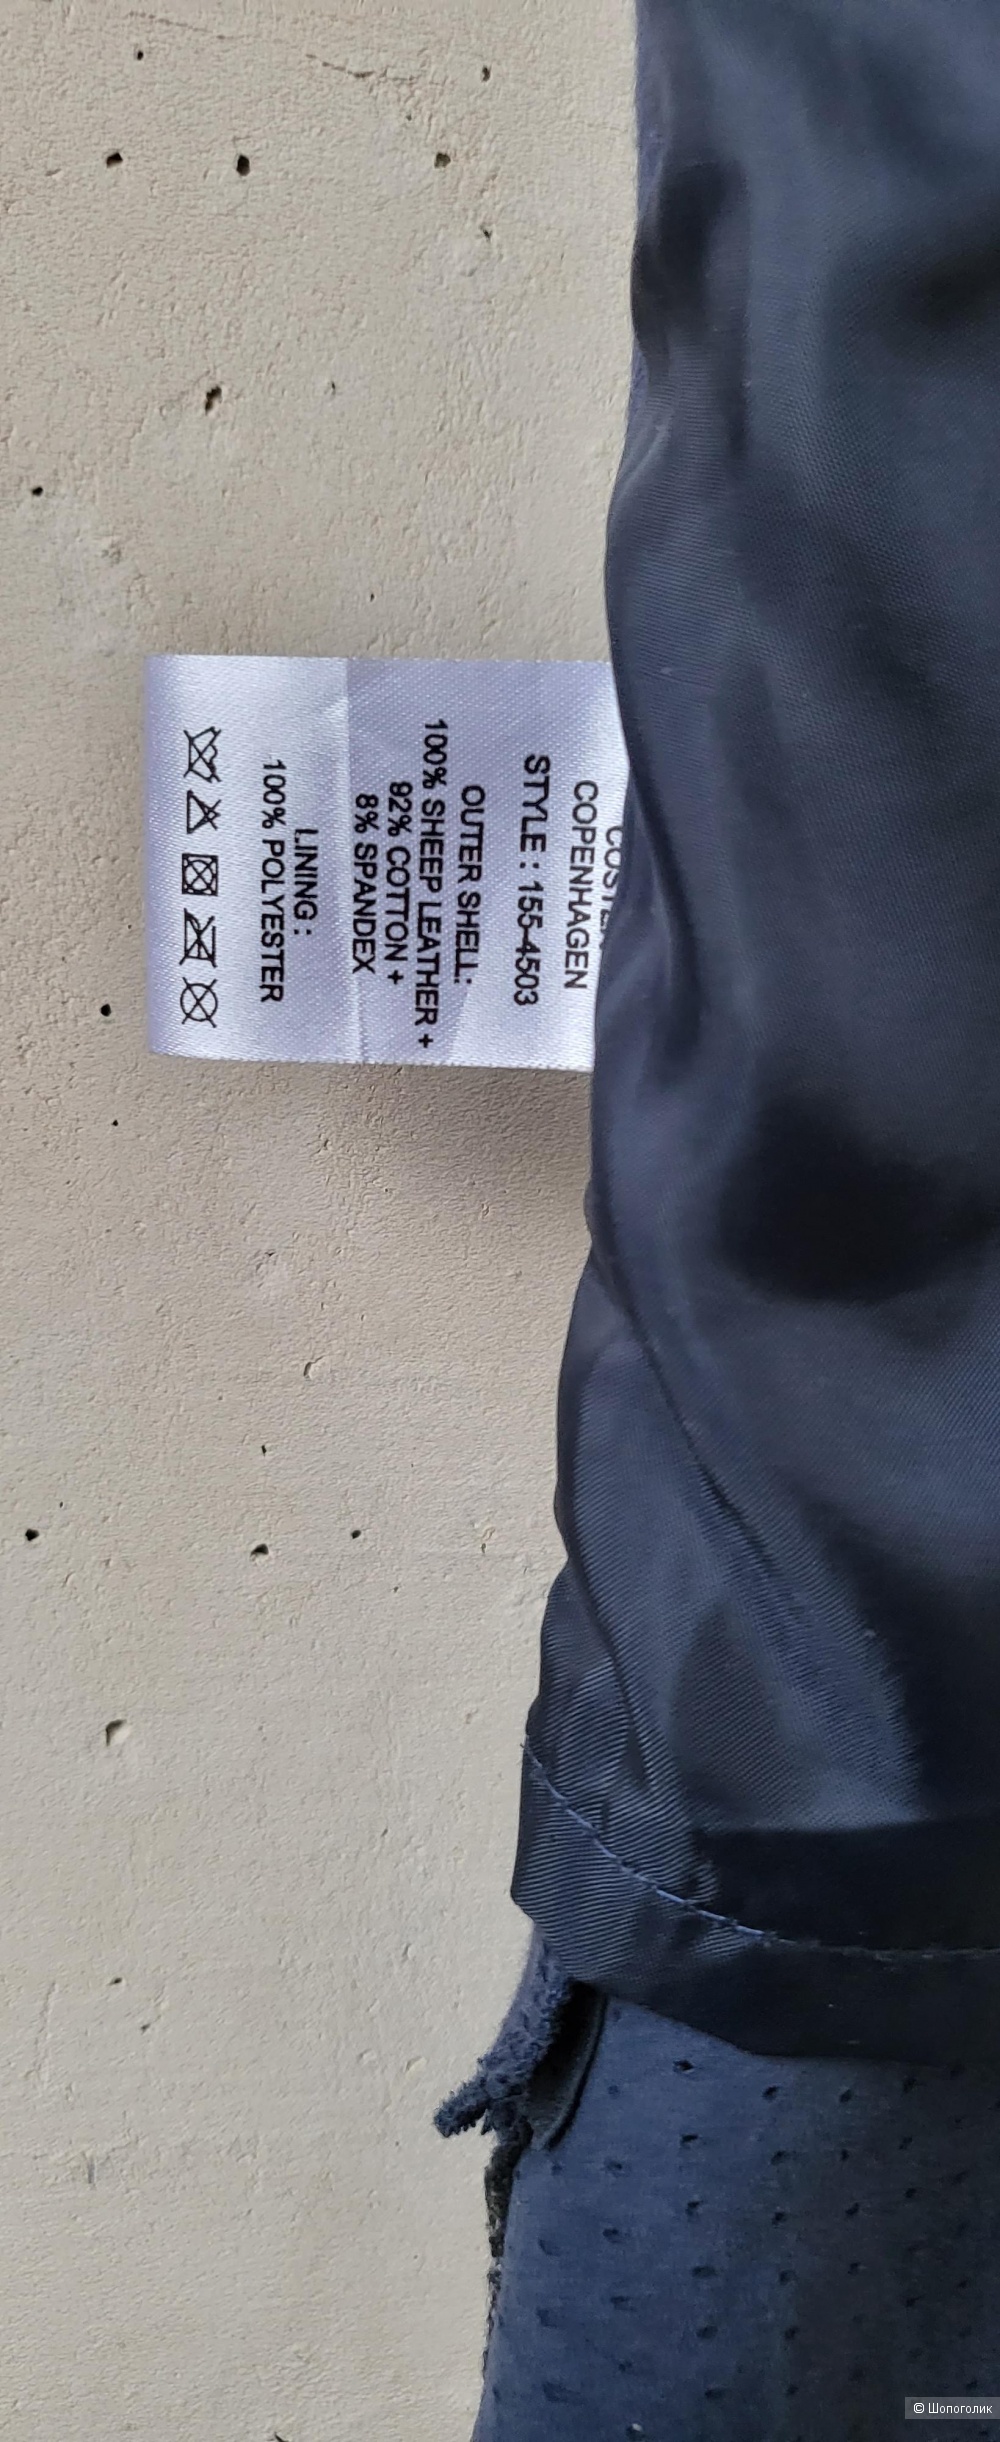 COPENHAGEN
STYLE : 155-4503
OUTER SHELL:
100% SHEEP LEATHER +
92% COTTON +
8% SPANDEX
LINING :
100% POLYESTER
© Шопоголик